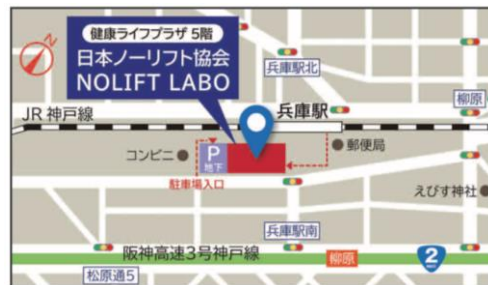 健康ライフプラザ 5階
日本ノーリフト協会
NOLIFT LABO
兵庫駅北
柳原
JR 神戸線
兵庫駅
コンビニ
P
地下
郵便局
駐車場入口
えびす神社
兵庫駅南
阪神高速3号神戸線
柳原
2
松原通5